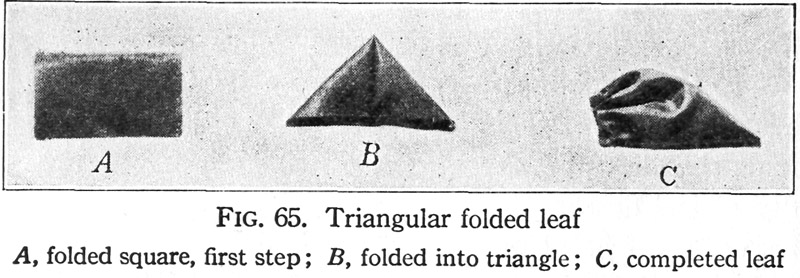 A B C
FIG. 65. Triangular folded leaf
A, folded square, first step; B, folded into triangle; C, completed leaf